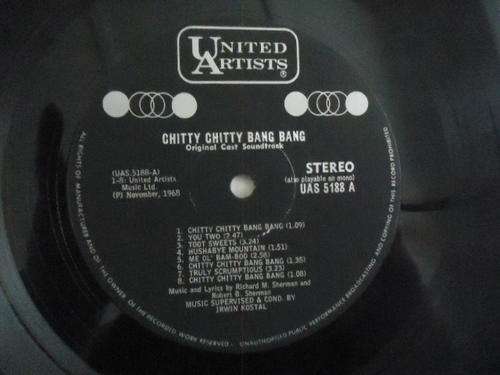 UNITED
ARTISTS®
CHITTY CHITTY BANG BANG
Original Cast Soundtrack
(UAS.5188-A)
1-8: United Artists
Music Ltd.
(P) November, 1968
STEREO
(also playable on mono)
UAS 5188 A
1 CHITTY CHITTY BANG BANG (1.09)
2. YOU TWO (2.47)
3. TOOT SWEETS (3.24)
4. HUSHABYE MOUNTAIN (1.51)
5. ME OL' BAM-BOO (2.56)
6 CHITTY CHITTY BANG BANG (1.35)
7. TRULY SCRUMPTIOUS (3.23)
8. CHITTY CHITTY BANG BANG (1.08)
Music and Lyrics by Richard M. Sherman and
Robert B. Sherman
MUSIC SUPERVISED & COND. BY
IRWIN KOSTAL
ALL RIGHTS OF THE MANUFACTURER AND OF THE OWNER OF THE RECORDED WORK RESERVED. UNAUTHORISED PUBLIC PERFORMANCE BROADCASTING AND COPYING OF THIS RECORD PROHIBITED